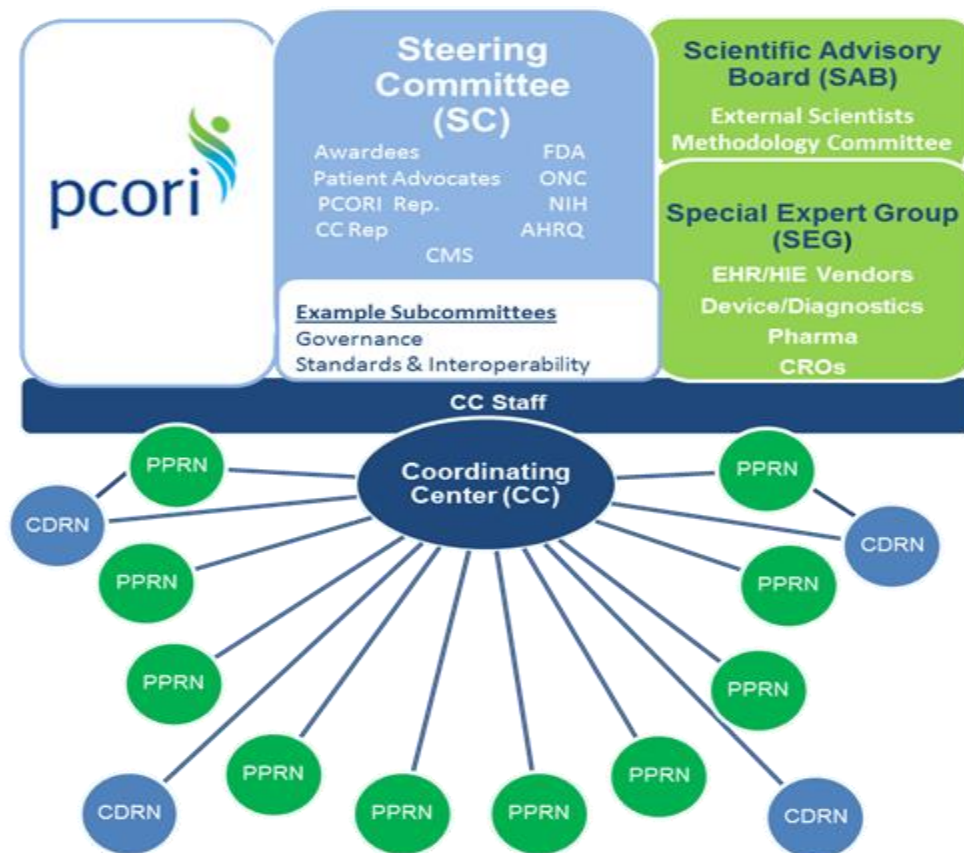 pcori
Steering
Committee
(SC)
Awardees FDA
Patient Advocates ONC
PCORI Rep. NIH
CC Rep AHRQ
CMS
Example Subcommittees
Governance
Standards & Interoperability
Scientific Advisory
Board (SAB)
External Scientists
Methodology Committee
Special Expert Group
(SEG)
EHR/HIE Vendors
Device/Diagnostics
Pharma
CROs
CC Staff
Coordinating
Center (CC)
PPRN
PPRN
CDRN
CDRN
PPRN
PPRN
PPRN
PPRN
PPRN
PPRN
CDRN
PPRN
PPRN
CDRN